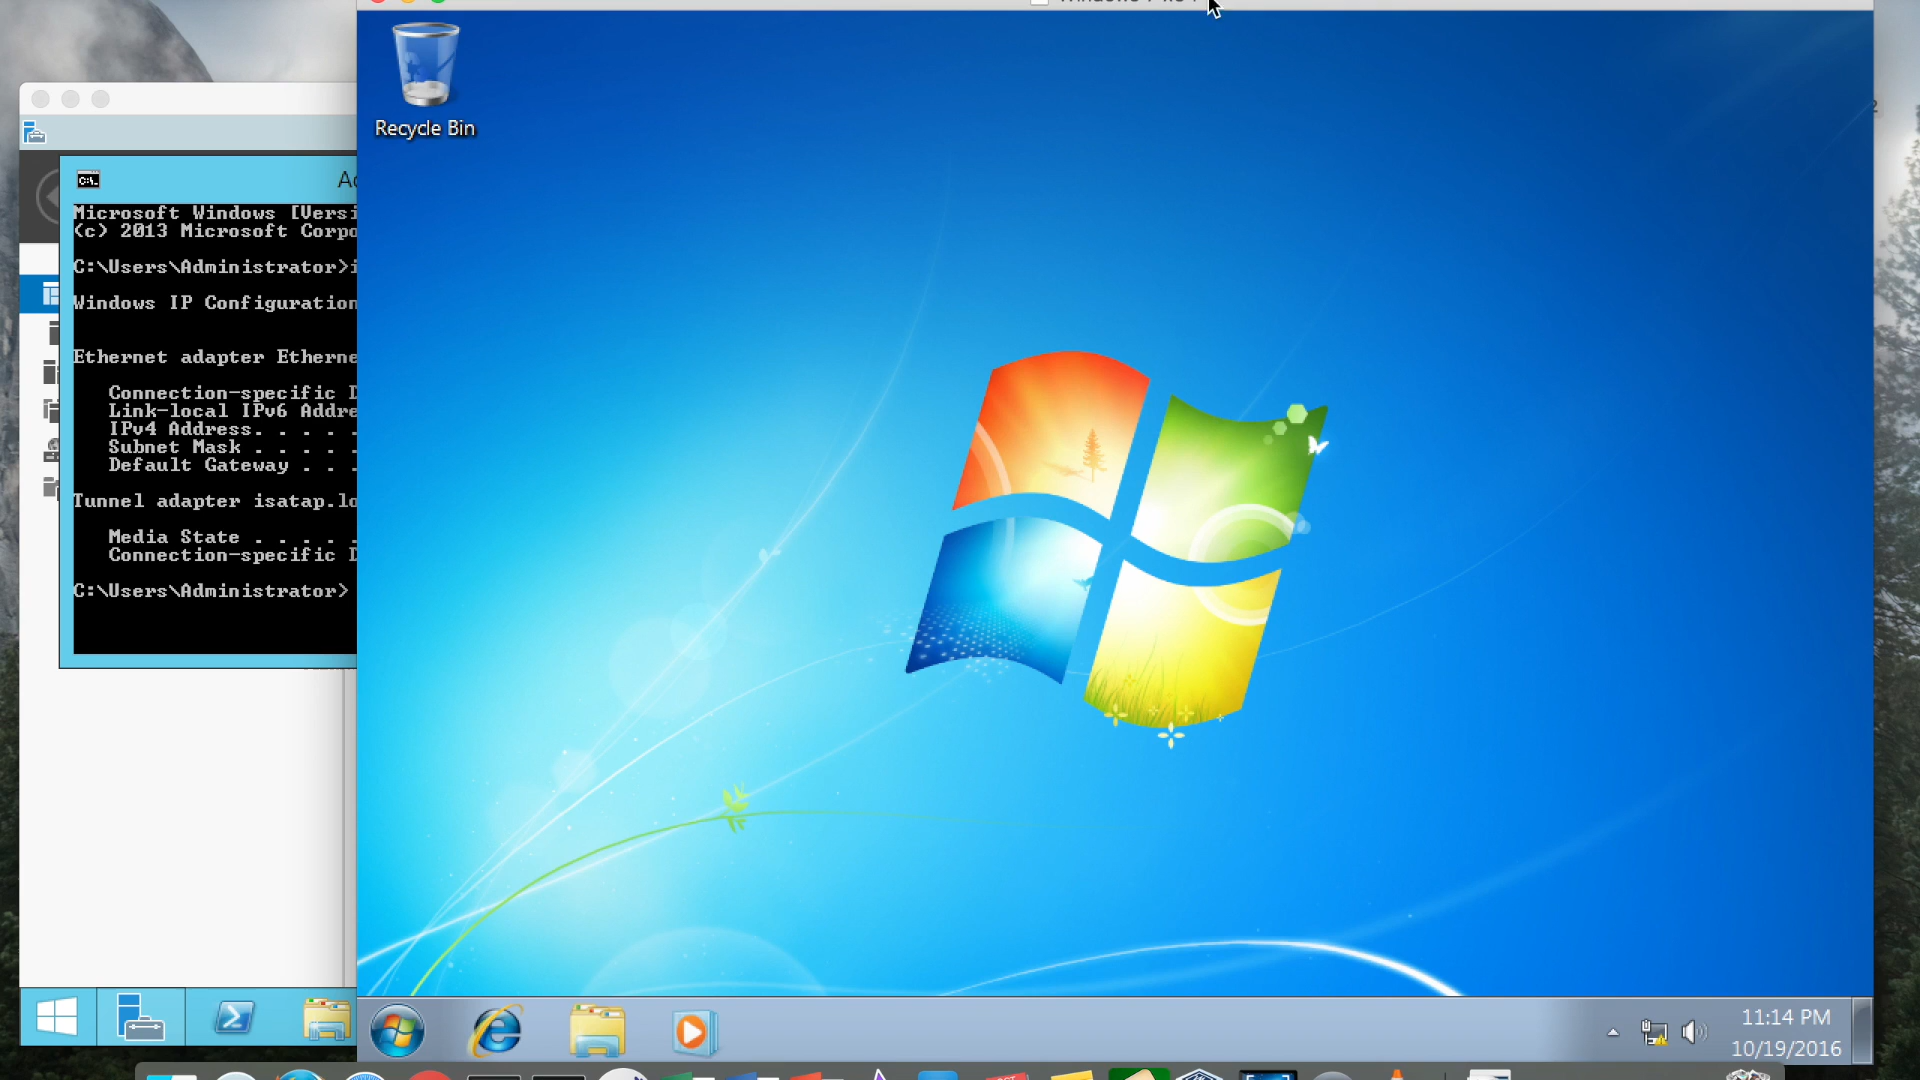 Recycle Bin
C:\.
Microsoft Windows [Versi
(c) 2013 Microsoft Corpo
C:\Users\Administrator>i
Windows IP Configuration
Ethernet adapter Etherne
Connection-specific D
Link-local IPv6 Addre
IPv4 Address. . . . .
Subnet Mask . . . . .
Default Gateway . . .
Tunnel adapter isatap.lo
Media State . . . . .
Connection-specific D
C:\Users\Administrator>
11:14 PM
10/19/2016